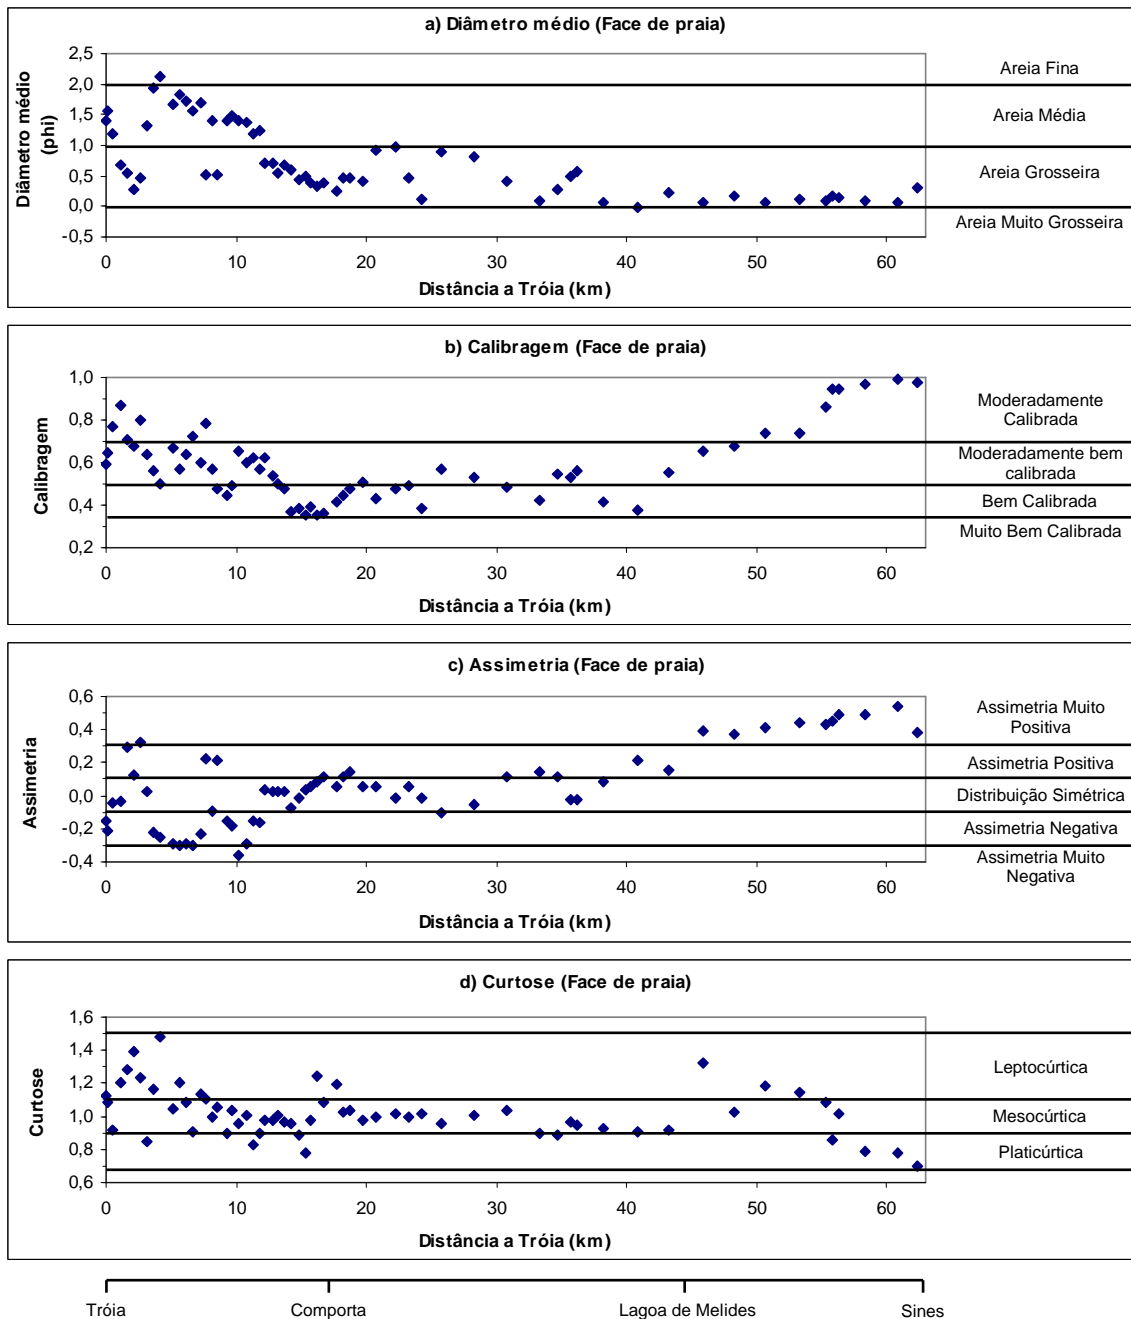 a) Diâmetro médio (Face de praia)
Diâmetro médio
(phi)
2,5
2,0
1,5
1,0
0,5
0,0
-0,5
0 10 20 30 40 50 60
Distância a Tróia (km)
Areia Fina
Areia Média
Areia Grosseira
Areia Muito Grosseira
b) Calibragem (Face de praia)
Calibragem
1,0
0,8
0,6
0,4
0,2
0 10 20 30 40 50 60
Distância a Tróia (km)
Moderadamente
Calibrada
Moderadamente bem
calibrada
Bem Calibrada
Muito Bem Calibrada
c) Assimetria (Face de praia)
Assimetria
0,6
0,4
0,2
0,0
-0,2
-0,4
0 10 20 30 40 50 60
Distância a Tróia (km)
Assimetria Muito
Positiva
Assimetria Positiva
Distribuição Simétrica
Assimetria Negativa
Assimetria Muito
Negativa
d) Curtose (Face de praia)
Curtose
1,6
1,4
1,2
1,0
0,8
0,6
0 10 20 30 40 50 60
Distância a Tróia (km)
Leptocúrtica
Mesocúrtica
Platicúrtica
Tróia Comporta Lagoa de Melides Sines